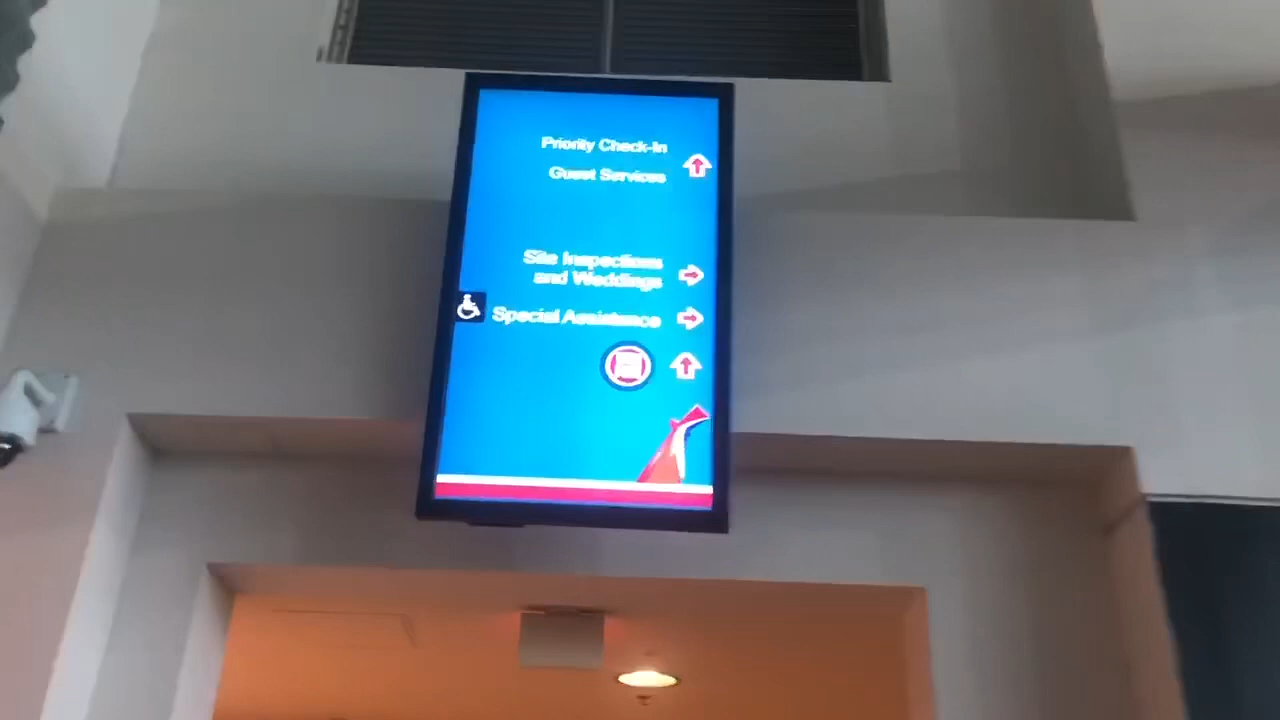 Priority Check-In
Guest Services
Site Inspections
and Weddings
Special Assistance